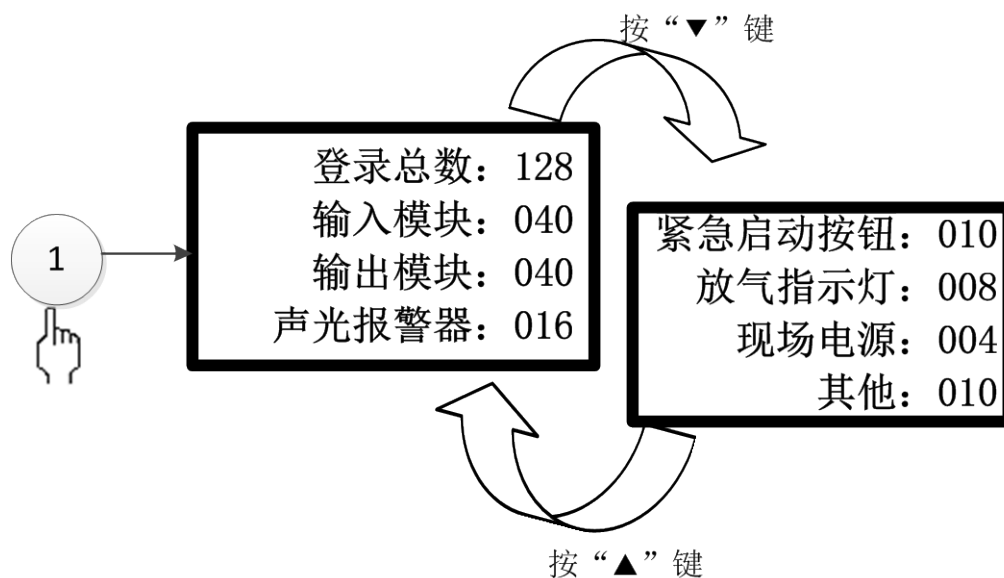 按“▼”键
登录总数：128
输入模块：040
输出模块：040
声光报警器：016
1
紧急启动按钮：010
放气指示灯：008
现场电源：004
其他：010
按“▲”键